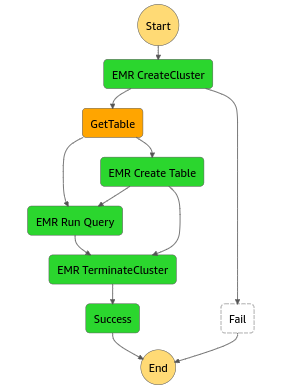 Start
EMR CreateCluster
GetTable
EMR Create Table
EMR Run Query
EMR TerminateCluster
Success
Fail
End